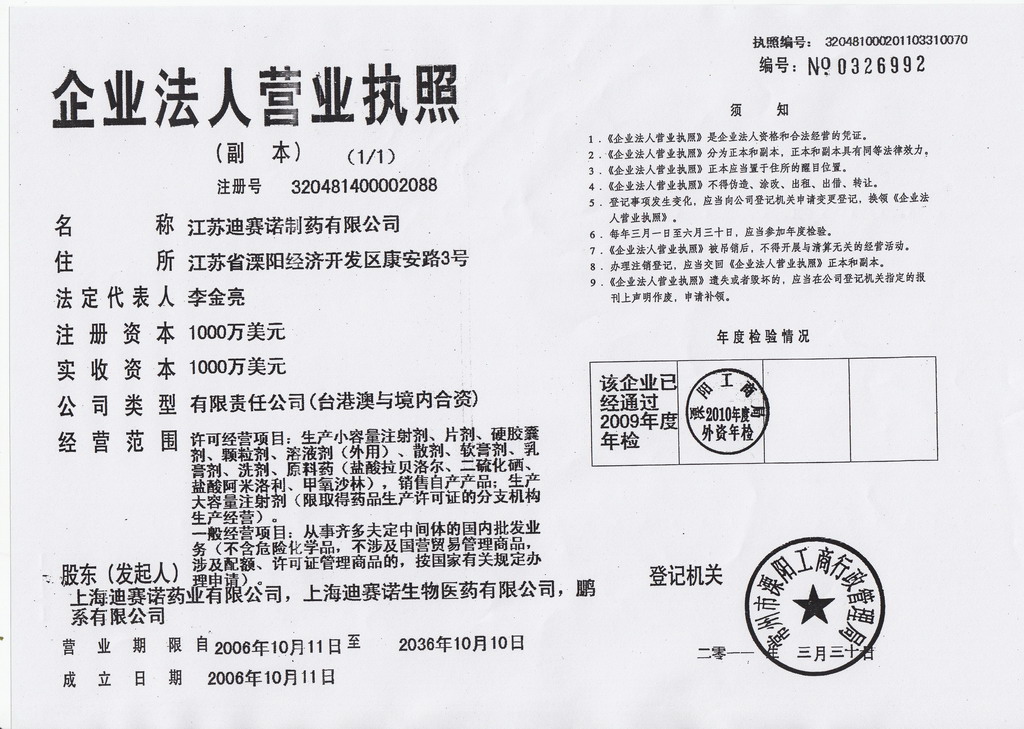 执照编号: 320481000201103310070
编号: № 0326992
企业法人营业执照
(副 本) (1/1)
注册号 320481400002088
名 称 江苏迪赛诺制药有限公司
住 所 江苏省溧阳经济开发区康安路3号
法定代表人 李金亮
注册资本 1000万美元
实收资本 1000万美元
公司类型 有限责任公司(台港澳与境内合资)
经营范围 许可经营项目: 生产小容量注射剂、片剂、硬胶囊
剂、颗粒剂、溶液剂(外用)、散剂、软膏剂、乳
膏剂、洗剂、原料药(盐酸拉贝洛尔、二硫化硒、
盐酸阿米洛利、甲氧沙林), 销售自产产品; 生产
大容量注射剂(限取得药品生产许可证的分支机构
生产经营)。
一般经营项目: 从事齐多夫定中间体的国内批发业
务(不含危险化学品, 不涉及国营贸易管理商品,
涉及配额、许可证管理商品的, 按国家有关规定办
理申请)。
股东(发起人)
上海迪赛诺药业有限公司, 上海迪赛诺生物医药有限公司, 鹏
系有限公司
营业期限 自 2006年10月11日 至 2036年10月10日
成立日期 2006年10月11日
须 知
1.《企业法人营业执照》是企业法人资格和合法经营的凭证。
2.《企业法人营业执照》分为正本和副本, 正本和副本具有同等法律效力。
3.《企业法人营业执照》正本应当置于住所的醒目位置。
4.《企业法人营业执照》不得伪造、涂改、出租、出借、转让。
5. 登记事项发生变化, 应当向公司登记机关申请变更登记, 换领《企业法
人营业执照》。
6. 每年三月一日至六月三十日, 应当参加年度检验。
7.《企业法人营业执照》被吊销后, 不得开展与清算无关的经营活动。
8. 办理注销登记, 应当交回《企业法人营业执照》正本和副本。
9.《企业法人营业执照》遗失或者毁坏的, 应当在公司登记机关指定的报
刊上声明作废, 申请补领。
年度检验情况
该企业已
经通过
2009年度
年检
溧阳工商局
2010年度
外资年检
登记机关
常州市溧阳工商行政管理局
二零一一年 三月三十日